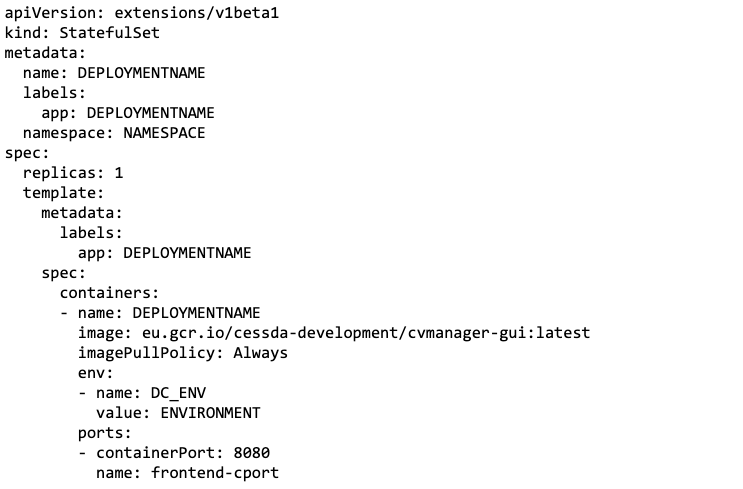 apiVersion: extensions/v1beta1
kind: StatefulSet
metadata:
  name: DEPLOYMENTNAME
  labels:
    app: DEPLOYMENTNAME
  namespace: NAMESPACE
spec:
  replicas: 1
  template:
    metadata:
      labels:
        app: DEPLOYMENTNAME
    spec:
      containers:
      - name: DEPLOYMENTNAME
        image: eu.gcr.io/cessda-development/cvmanager-gui:latest
        imagePullPolicy: Always
        env:
        - name: DC_ENV
          value: ENVIRONMENT
        ports:
        - containerPort: 8080
          name: frontend-cport